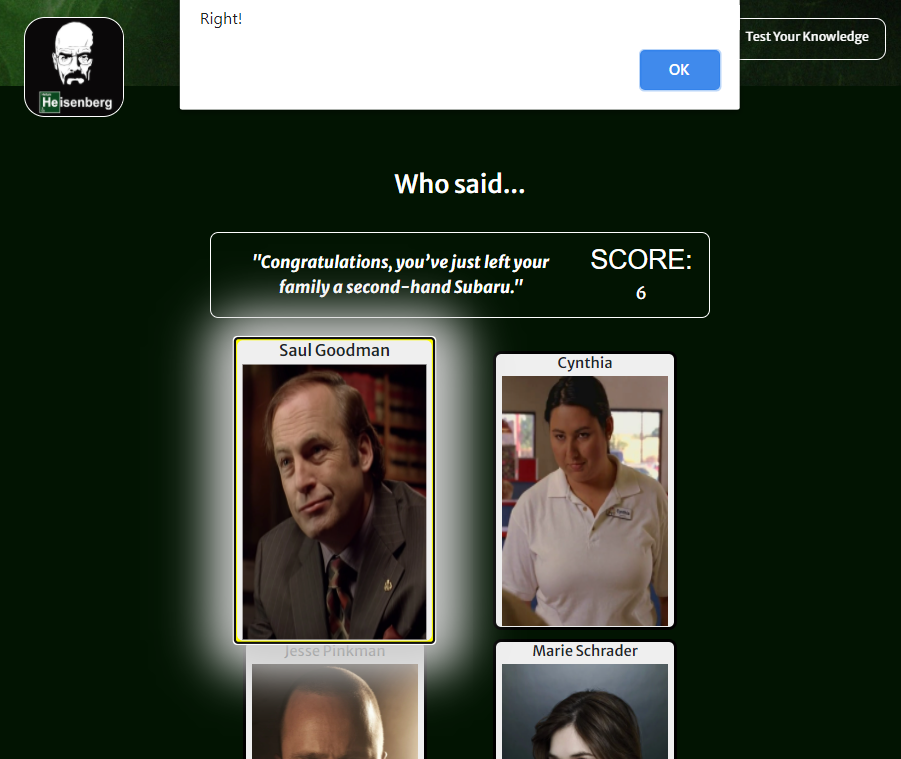 Right!
OK
Test Your Knowledge
Heisenberg
Who said...
"Congratulations, you’ve just left your
family a second-hand Subaru."
SCORE:
6
Saul Goodman
Cynthia
Jesse Pinkman
Marie Schrader